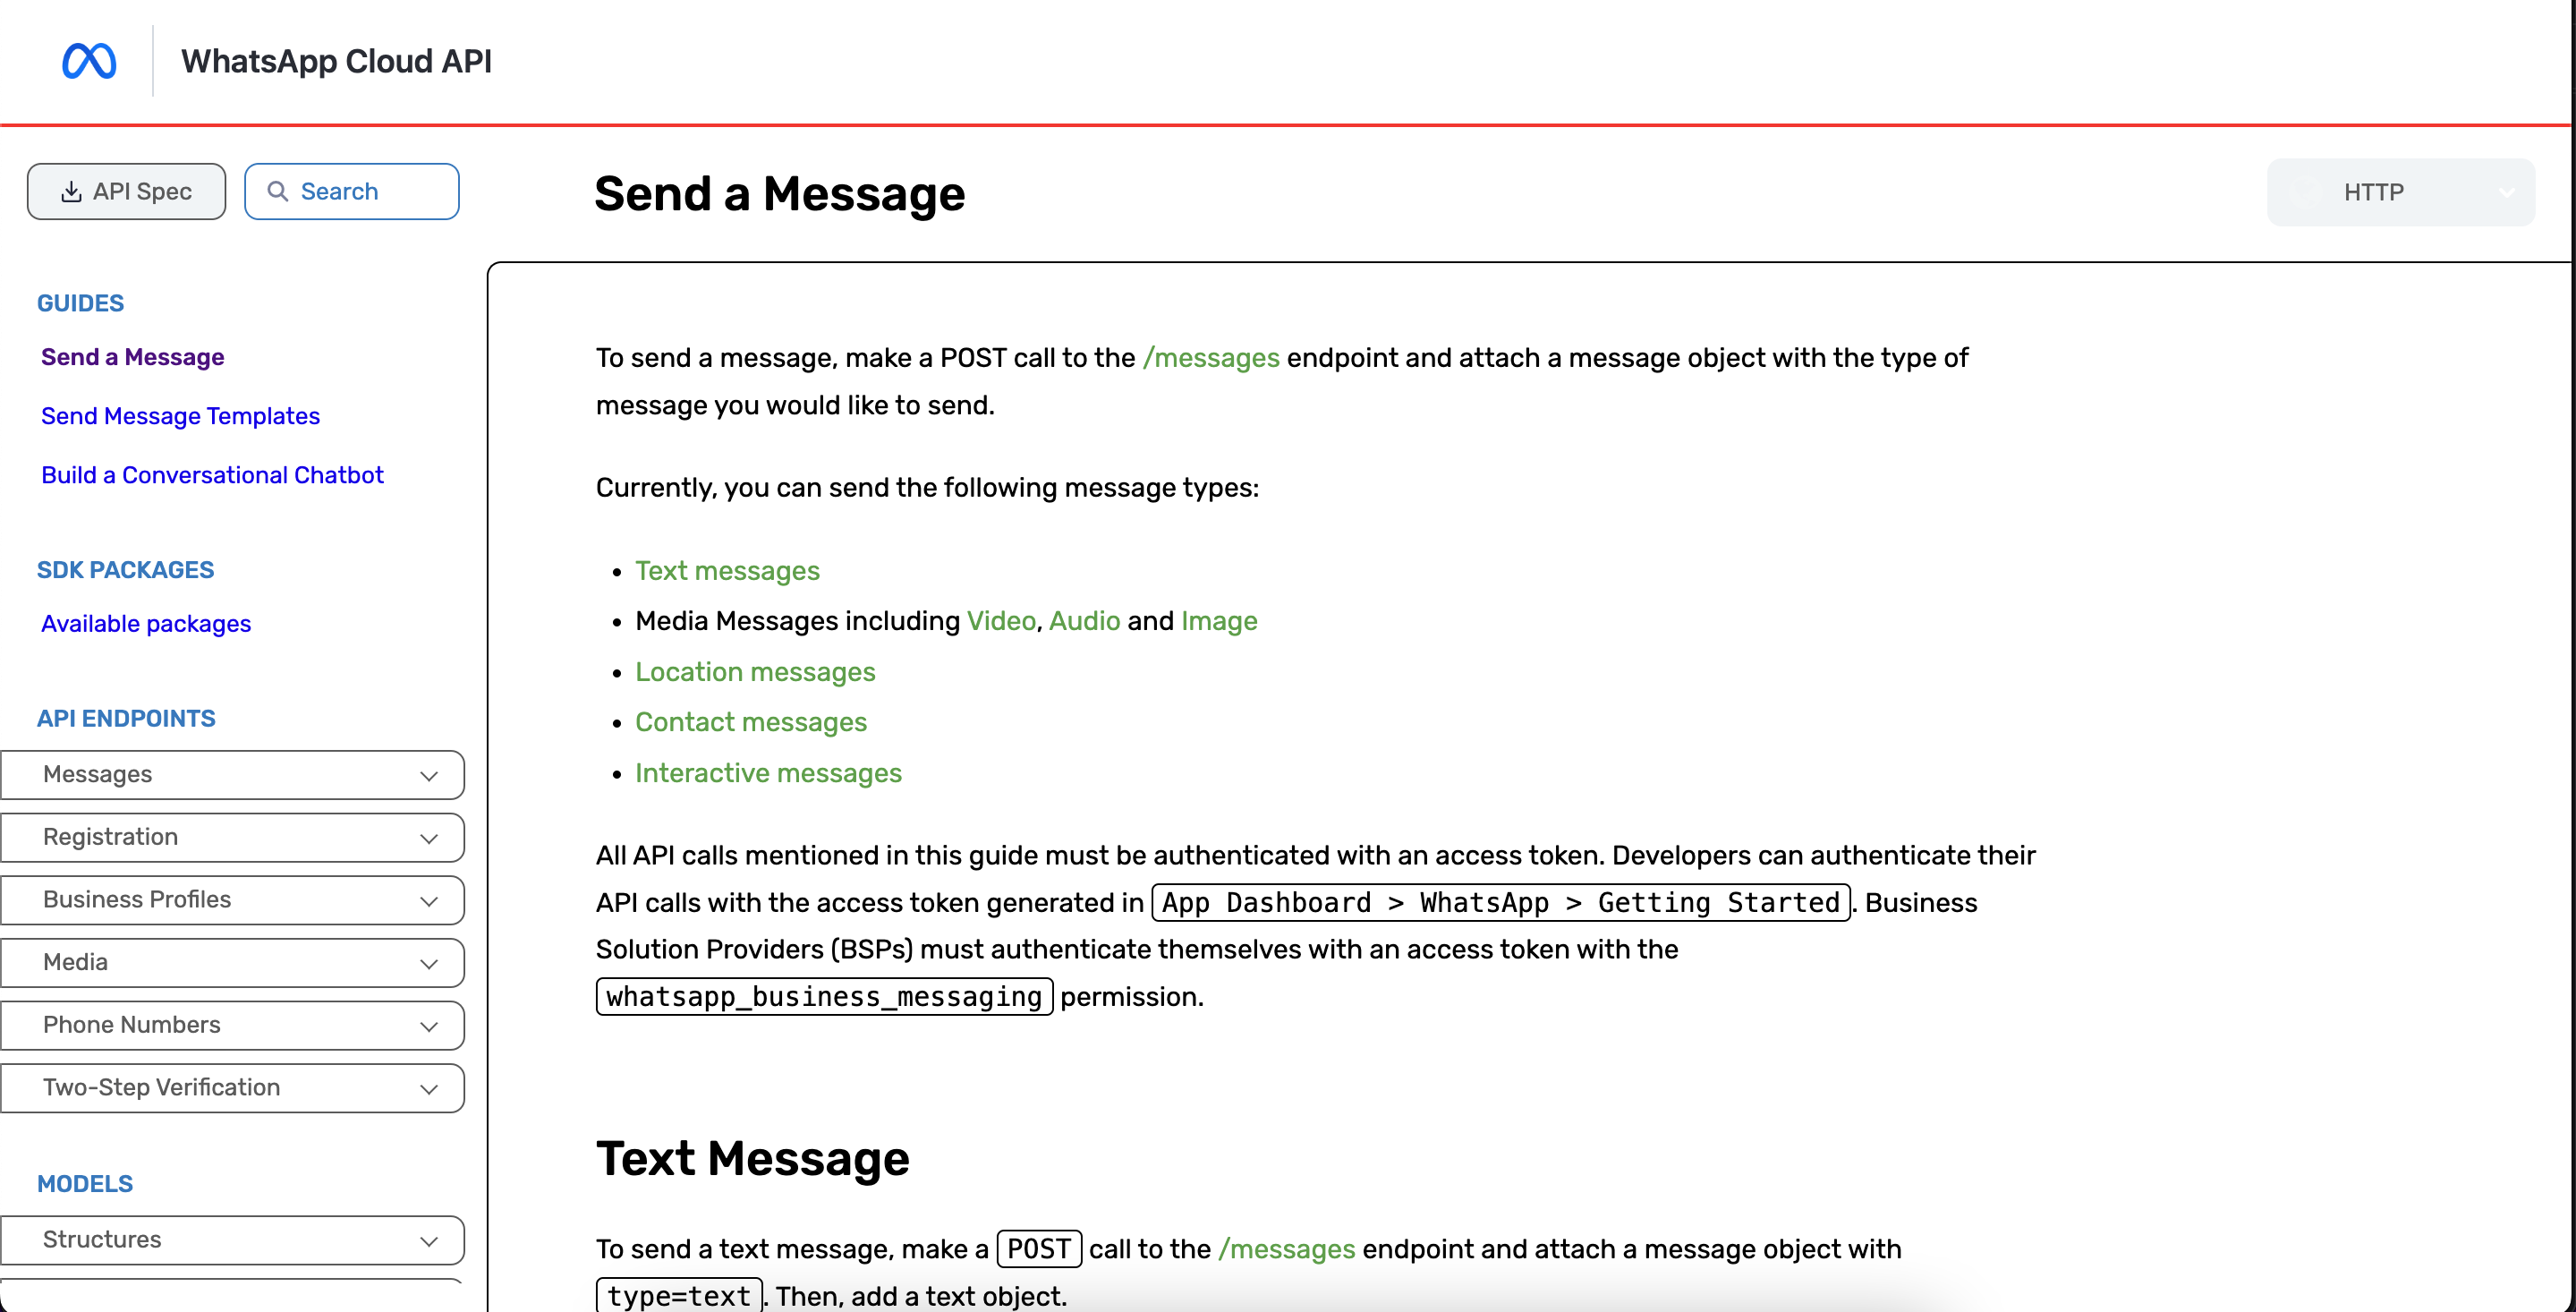 WhatsApp Cloud API
API Spec
Search
Send a Message
HTTP
GUIDES
Send a Message
Send Message Templates
Build a Conversational Chatbot
SDK PACKAGES
Available packages
API ENDPOINTS
Messages
Registration
Business Profiles
Media
Phone Numbers
Two-Step Verification
MODELS
Structures
To send a message, make a POST call to the /messages endpoint and attach a message object with the type of
message you would like to send.
Currently, you can send the following message types:
• Text messages
• Media Messages including Video, Audio and Image
• Location messages
• Contact messages
• Interactive messages
All API calls mentioned in this guide must be authenticated with an access token. Developers can authenticate their
API calls with the access token generated in App Dashboard > WhatsApp > Getting Started. Business
Solution Providers (BSPs) must authenticate themselves with an access token with the
whatsapp_business_messaging permission.
Text Message
To send a text message, make a POST call to the /messages endpoint and attach a message object with
type=text. Then, add a text object.